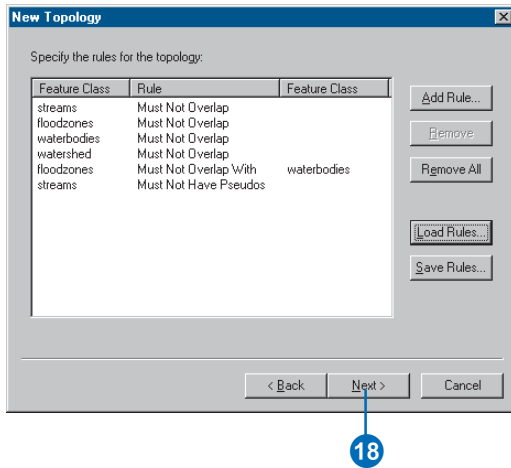 New Topology
Specify the rules for the topology:
Feature Class Rule Feature Class
streams Must Not Overlap
floodzones Must Not Overlap
waterbodies Must Not Overlap
watershed Must Not Overlap
floodzones Must Not Overlap With waterbodies
streams Must Not Have Pseudos
Add Rule...
Remove
Remove All
Load Rules...
Save Rules...
< Back Next > Cancel
18